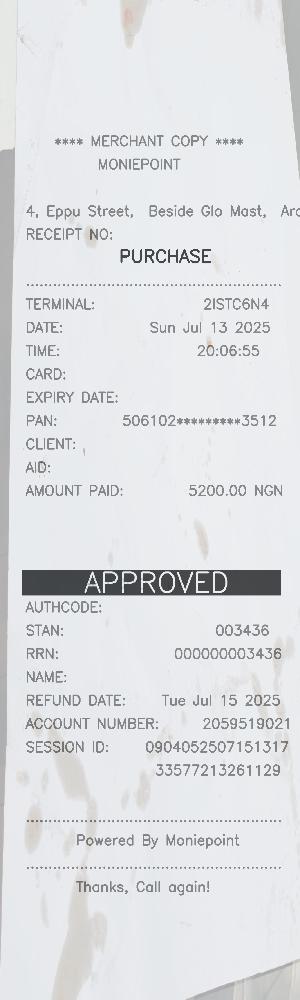 **** MERCHANT COPY ****
MONIEPOINT
4, Eppu Street, Beside Glo Mast,
RECEIPT NO:
PURCHASE
TERMINAL: 2ISTC6N4
DATE: Sun Jul 13 2025
TIME: 20:06:55
CARD:
EXPIRY DATE:
PAN: 506102*********3512
CLIENT:
AID:
AMOUNT PAID: 5200.00 NGN
APPROVED
AUTHCODE:
STAN: 003436
RRN: 000000003436
NAME:
REFUND DATE: Tue Jul 15 2025
ACCOUNT NUMBER: 2059519021
SESSION ID: 0904052507151317
33577213261129
Powered By Moniepoint
Thanks, Call again!